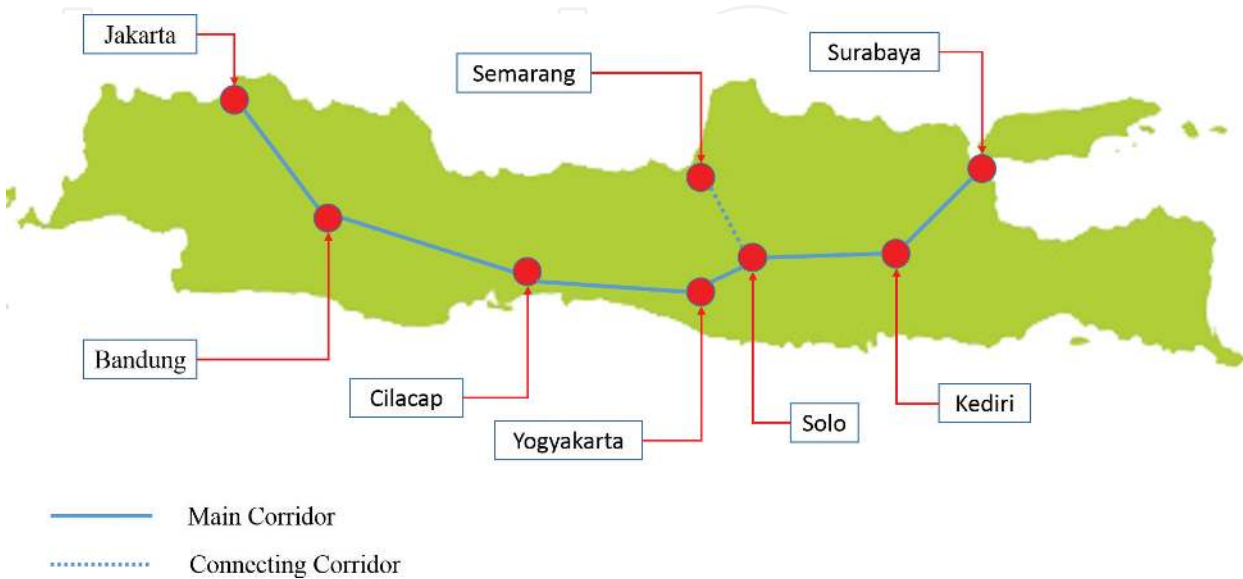 Jakarta
Semarang
Surabaya
Bandung
Cilacap
Yogyakarta
Solo
Kediri
Main Corridor
Connecting Corridor